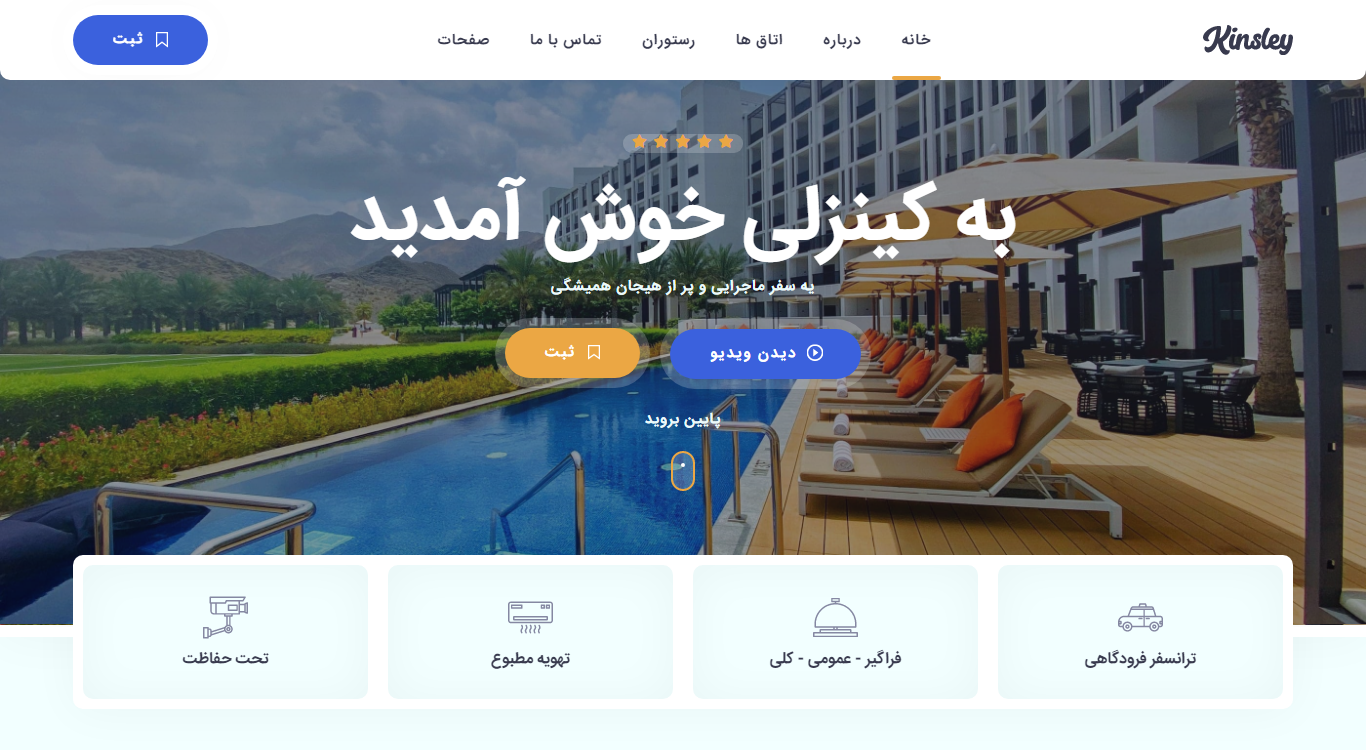 Kinsley
خانه
درباره
اتاق ها
رستوران
تماس با ما
صفحات
ثبت
به کینزلی خوش آمدید
یه سفر ماجرایی و پر از هیجان همیشگی
دیدن ویدیو
ثبت
پایین بروید
ترانسفر فرودگاهی
فراگیر - عمومی - کلی
تهویه مطبوع
تحت حفاظت